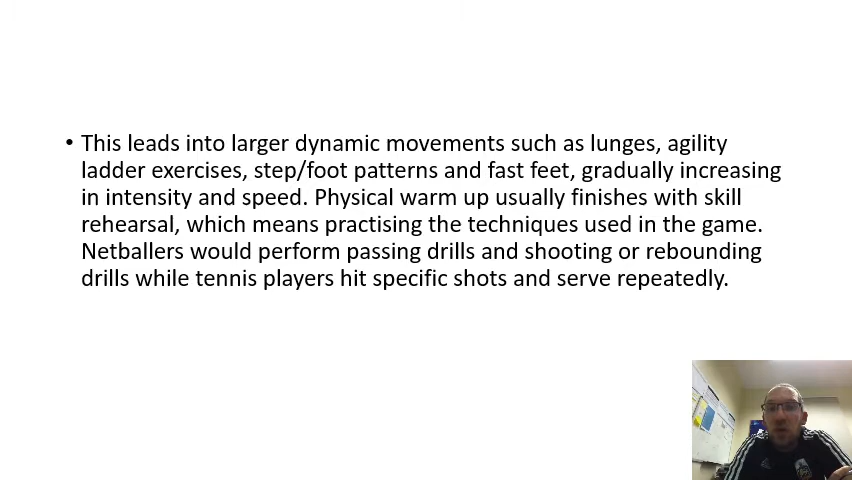 • This leads into larger dynamic movements such as lunges, agility
ladder exercises, step/foot patterns and fast feet, gradually increasing
in intensity and speed. Physical warm up usually finishes with skill
rehearsal, which means practising the techniques used in the game.
Netballers would perform passing drills and shooting or rebounding
drills while tennis players hit specific shots and serve repeatedly.